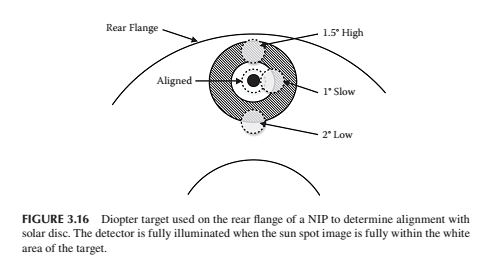 Rear Flange
1.5° High
Aligned
1° Slow
2° Low
FIGURE 3.16 Diopter target used on the rear flange of a NIP to determine alignment with
solar disc. The detector is fully illuminated when the sun spot image is fully within the white
area of the target.